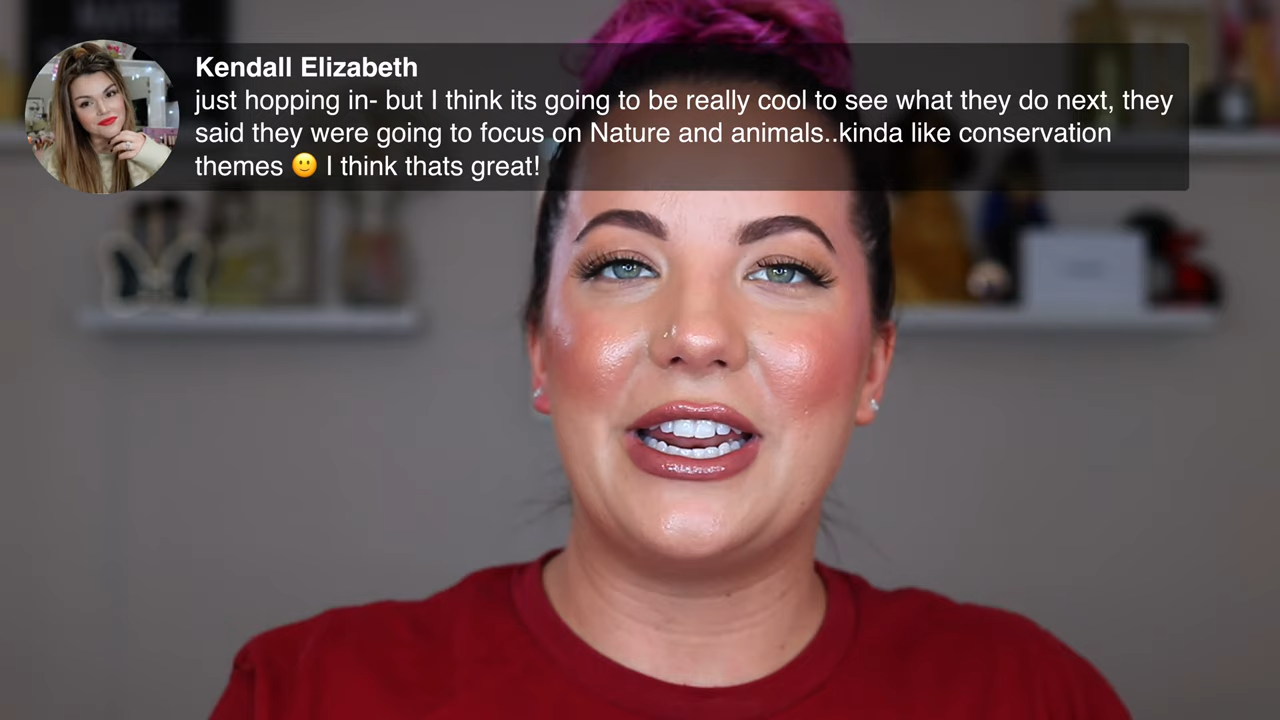 Kendall Elizabeth
just hopping in- but I think its going to be really cool to see what they do next, they
said they were going to focus on Nature and animals..kinda like conservation
themes 🙂 I think thats great!